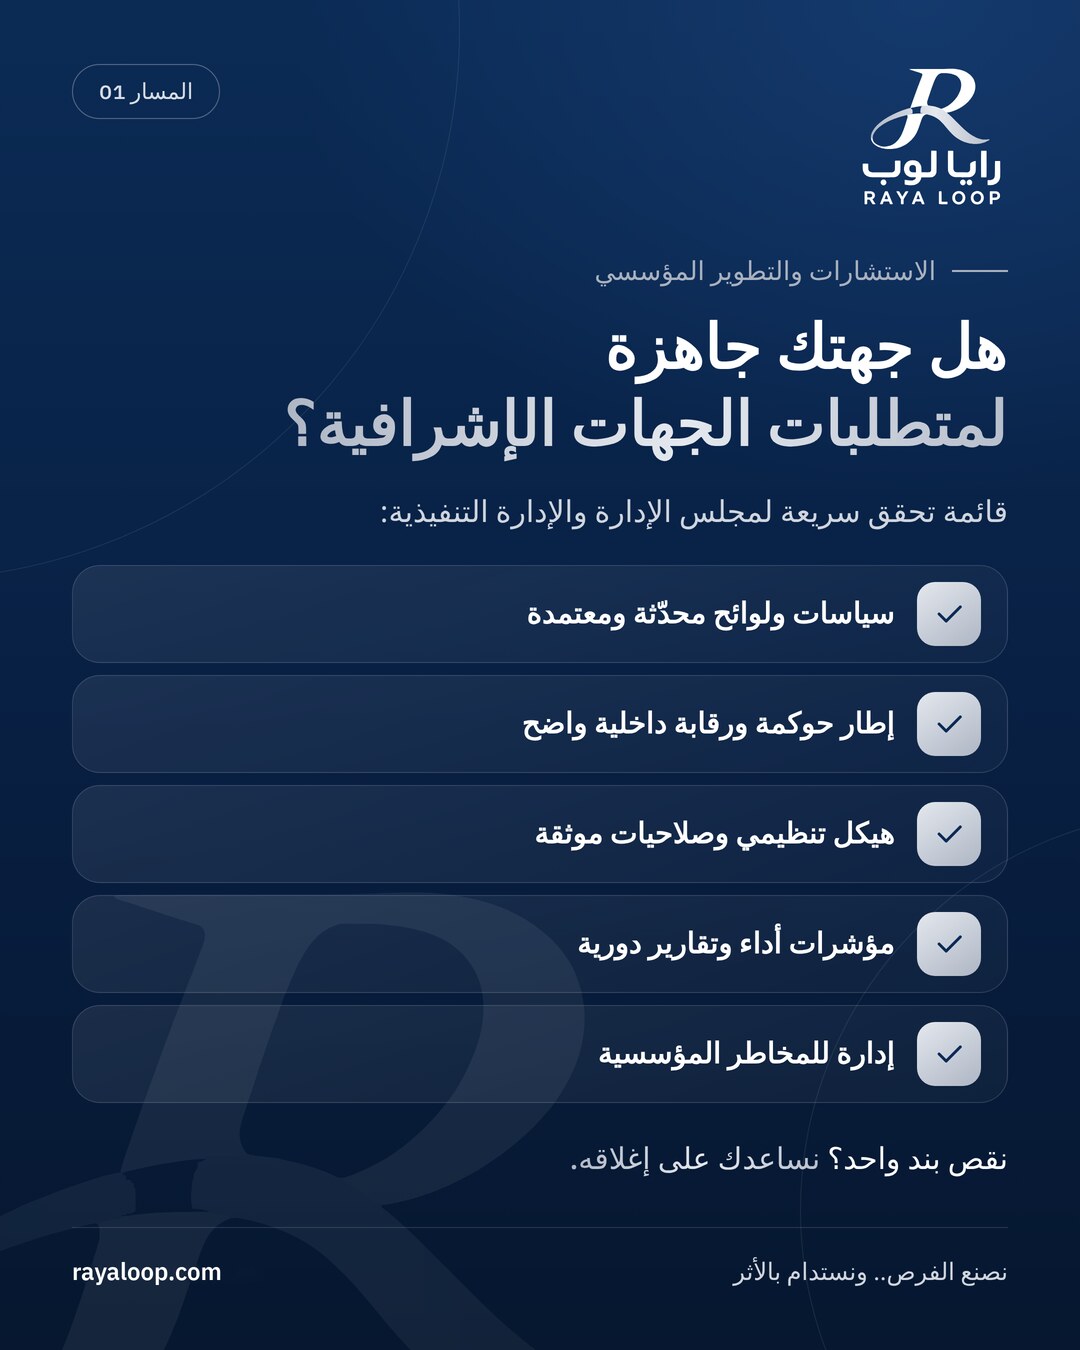 رايا لوب
RAYA LOOP
المسار 01
الاستشارات والتطوير المؤسسي
هل جهتك جاهزة
لمتطلبات الجهات الإشرافية؟
قائمة تحقق سريعة لمجلس الإدارة والإدارة التنفيذية:
سياسات ولوائح محدّثة ومعتمدة
إطار حوكمة ورقابة داخلية واضح
هيكل تنظيمي وصلاحيات موثقة
مؤشرات أداء وتقارير دورية
إدارة للمخاطر المؤسسية
نقص بند واحد؟ نساعدك على إغلاقه.
نصنع الفرص.. ونستدام بالأثر
rayaloop.com